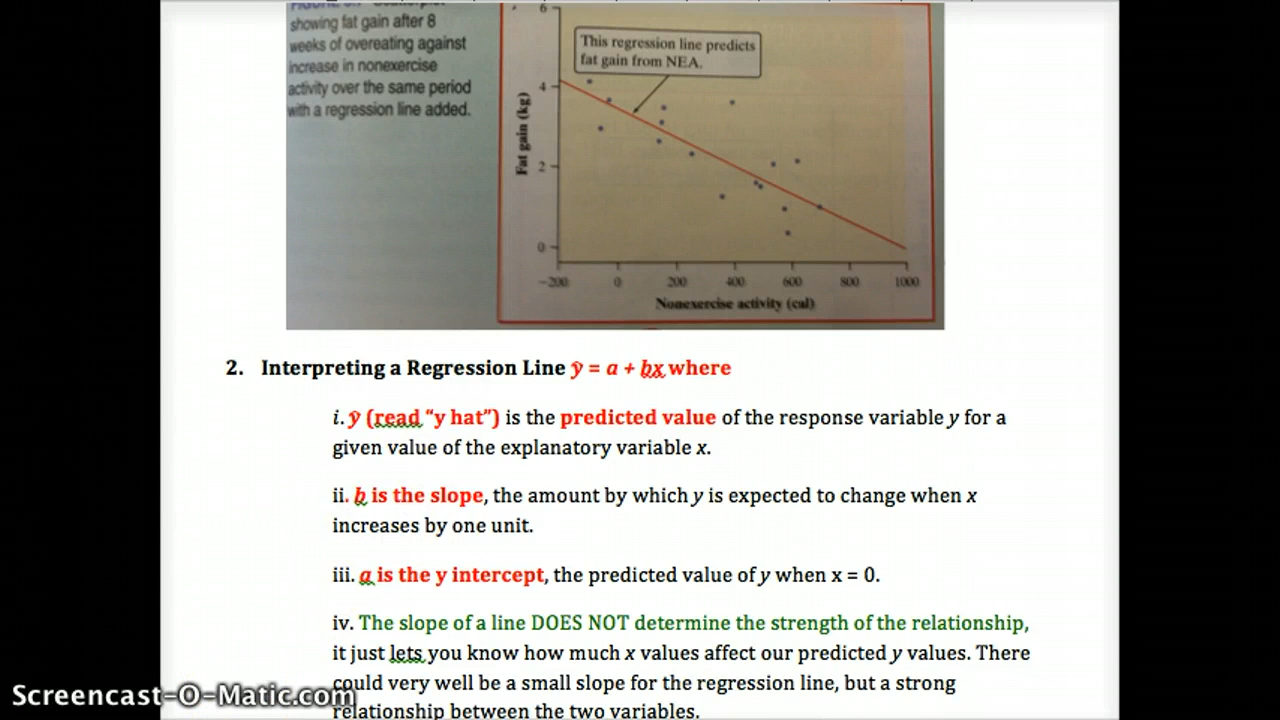 showing fat gain after 8
weeks of overeating against
increase in nonexercise
activity over the same period
with a regression line added.
This regression line predicts
fat gain from NEA.
Fat gain (kg)
6
4
2
0
-200 0 200 400 600 800 1000
Nonexercise activity (cal)
2. Interpreting a Regression Line ŷ = a + bx where
i. ŷ (read “y hat”) is the predicted value of the response variable y for a
given value of the explanatory variable x.
ii. b is the slope, the amount by which y is expected to change when x
increases by one unit.
iii. a is the y intercept, the predicted value of y when x = 0.
iv. The slope of a line DOES NOT determine the strength of the relationship,
it just lets you know how much x values affect our predicted y values. There
could very well be a small slope for the regression line, but a strong
relationship between the two variables.
Screencast-O-Matic.com